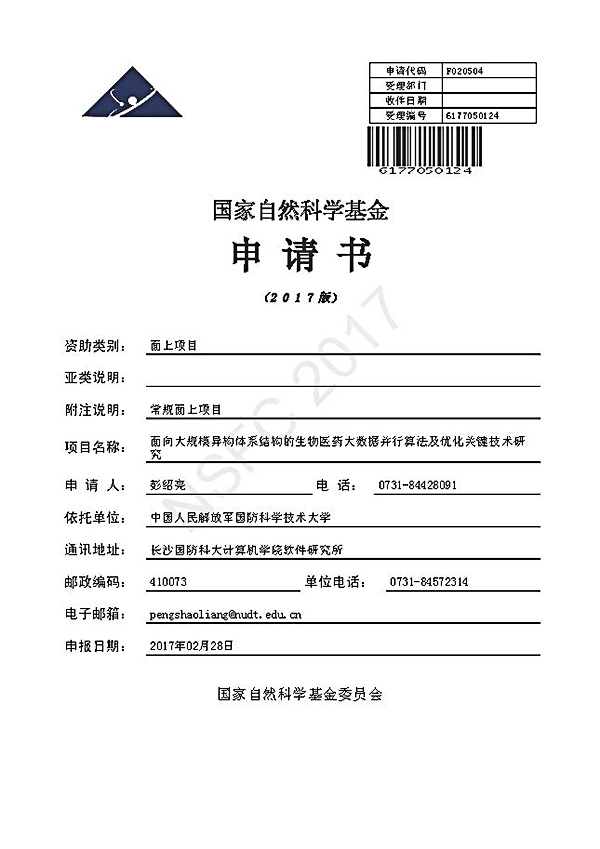 申请代码 F020504
受理部门
收件日期
受理编号 6177050124
6177050124
国家自然科学基金
申 请 书
（2017版）
资助类别： 面上项目
亚类说明：
附注说明： 常规面上项目
项目名称： 面向大规模异构体系结构的生物医药大数据并行算法及优化关键技术研
究
申 请 人： 彭绍亮 电 话： 0731-84428091
依托单位： 中国人民解放军国防科学技术大学
通讯地址： 长沙国防科大计算机学院软件研究所
邮政编码： 410073 单位电话： 0731-84572314
电子邮箱： pengshaoliang@nudt.edu.cn
申报日期： 2017年02月28日
国家自然科学基金委员会
NSFC 2017